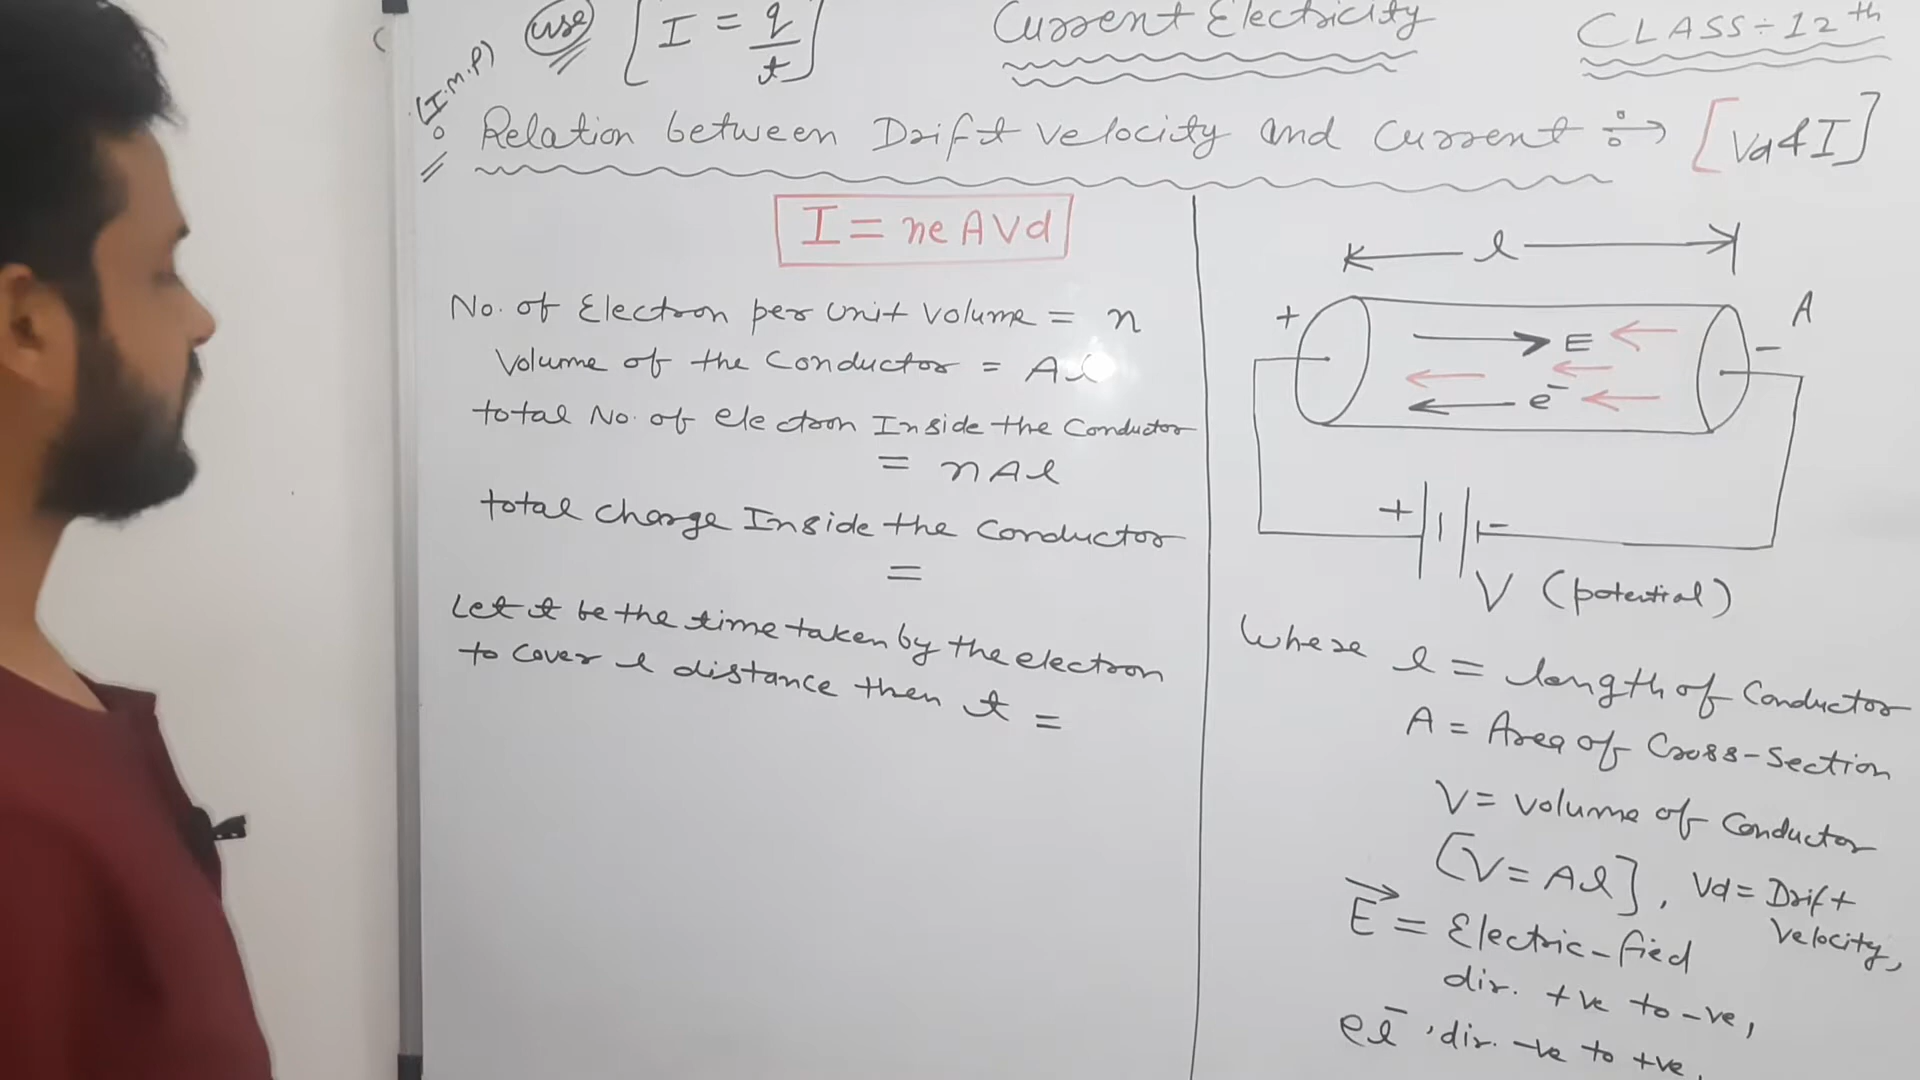 (I.M.P)
use [I = q/t]
Current Electricity
CLASS ÷ 12th
Relation between Drift velocity and Current ÷→ [Vd & I]
I = neAVd
No. of Electron per unit volume = n
Volume of the Conductor = Al
total No. of electron Inside the Conductor
= nAl
total charge Inside the Conductor
=
Let t be the time taken by the electron
to cover l distance then t =
l
+ A
E -
e-
+ -
V (potential)
Where l = length of Conductor
A = Area of Cross-Section
V = volume of Conductor
[V = Al], Vd = Drift
velocity,
E = Electric-fied
dir. +ve to -ve,
el- dir. -ve to +ve,